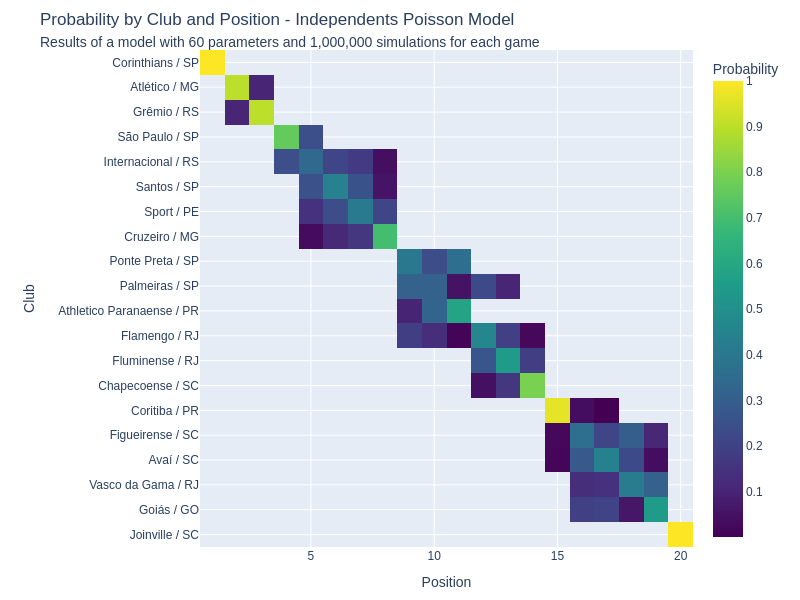 Probability by Club and Position - Independents Poisson Model
Results of a model with 60 parameters and 1,000,000 simulations for each game
Probability
Corinthians / SP
Atlético / MG
Grêmio / RS
São Paulo / SP
Internacional / RS
Santos / SP
Sport / PE
Cruzeiro / MG
Ponte Preta / SP
Palmeiras / SP
Athletico Paranaense / PR
Flamengo / RJ
Fluminense / RJ
Chapecoense / SC
Coritiba / PR
Figueirense / SC
Avaí / SC
Vasco da Gama / RJ
Goiás / GO
Joinville / SC
Club
5
10
15
20
Position
1
0.9
0.8
0.7
0.6
0.5
0.4
0.3
0.2
0.1